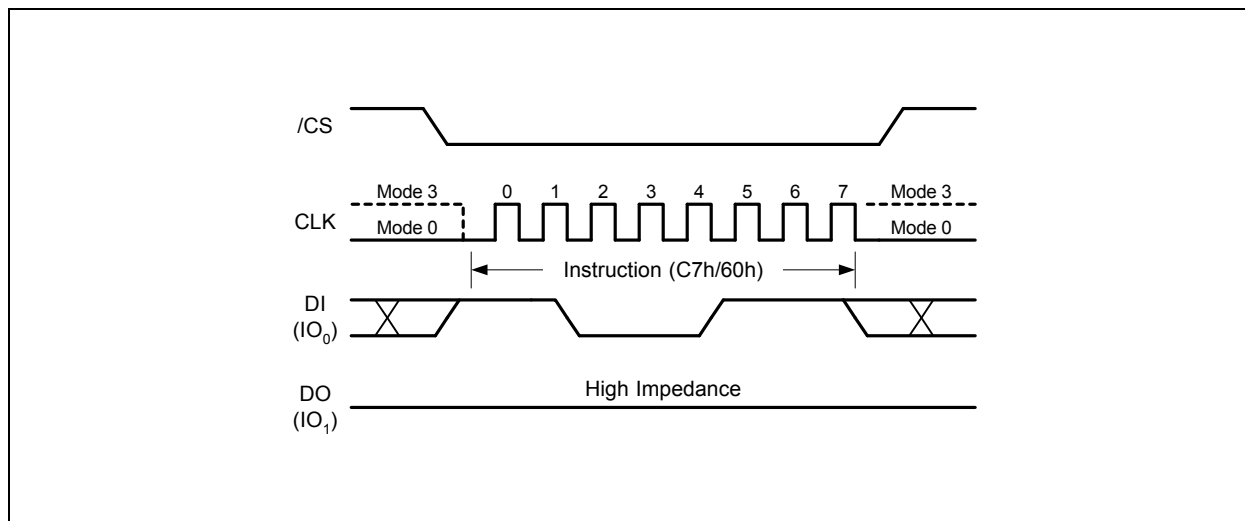 /CS
Mode 3 0 1 2 3 4 5 6 7 Mode 3
CLK
Mode 0 Mode 0
Instruction (C7h/60h)
DI
(IO0)
High Impedance
DO
(IO1)